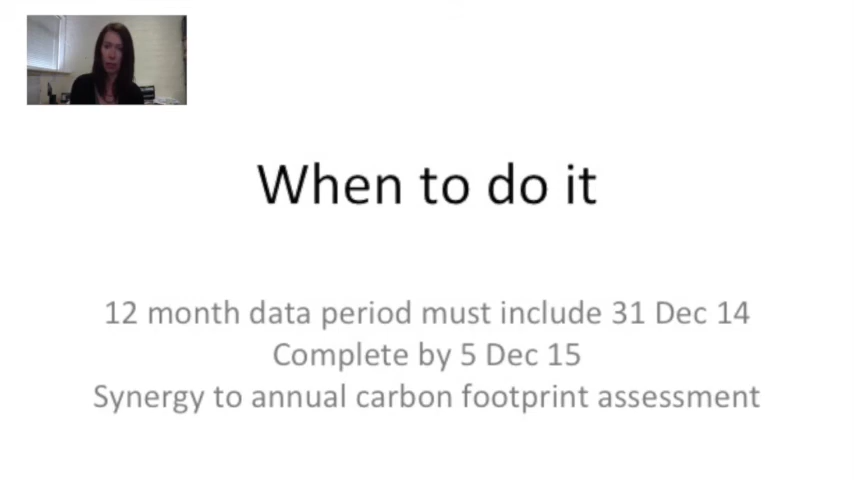 When to do it
12 month data period must include 31 Dec 14
Complete by 5 Dec 15
Synergy to annual carbon footprint assessment